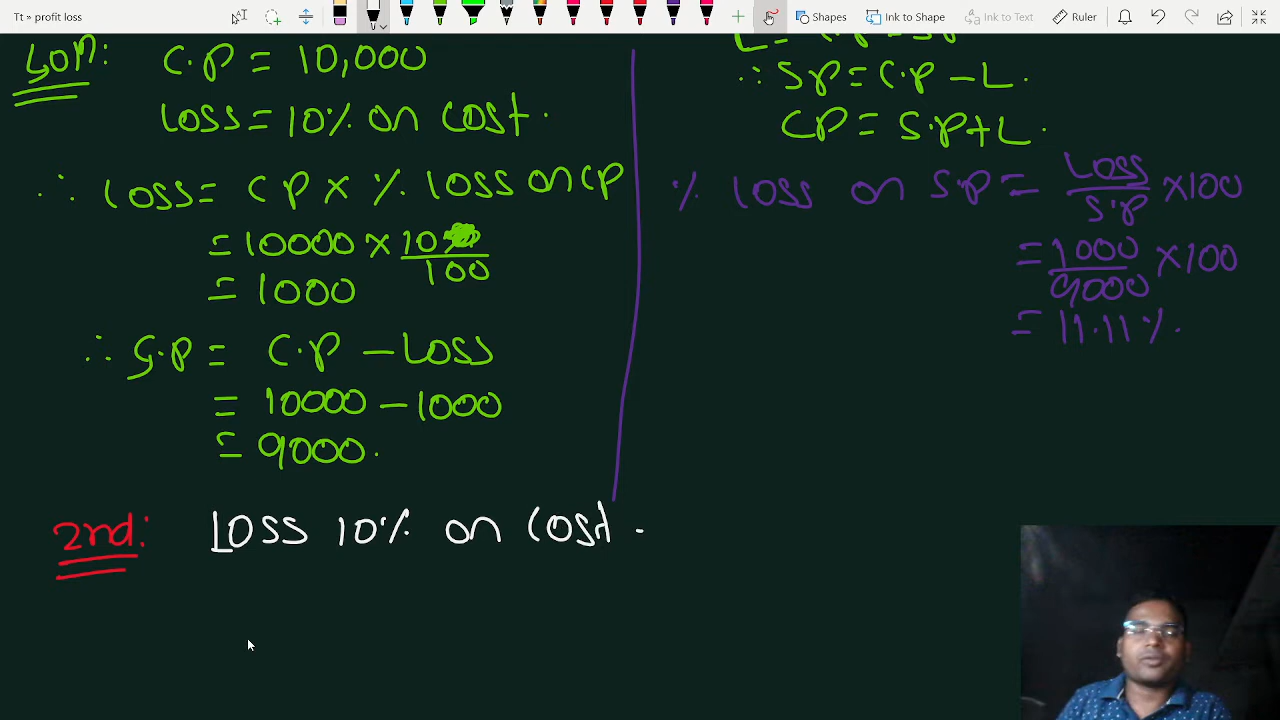 Tt » profit loss
Shapes Ink to Shape Ink to Text Ruler
Soln: C.P = 10,000
Loss = 10% on cost.
∴ Loss = CP × % Loss on CP
= 10000 × 10/100
= 1000
∴ S.P = C.P − Loss
= 10000 − 1000
= 9000.
∴ SP = C.P − L.
CP = S.P + L.
% Loss on S.P = Loss/S.P × 100
= 1000/9000 × 100
= 11.11%.
2nd: Loss 10% on Cost.